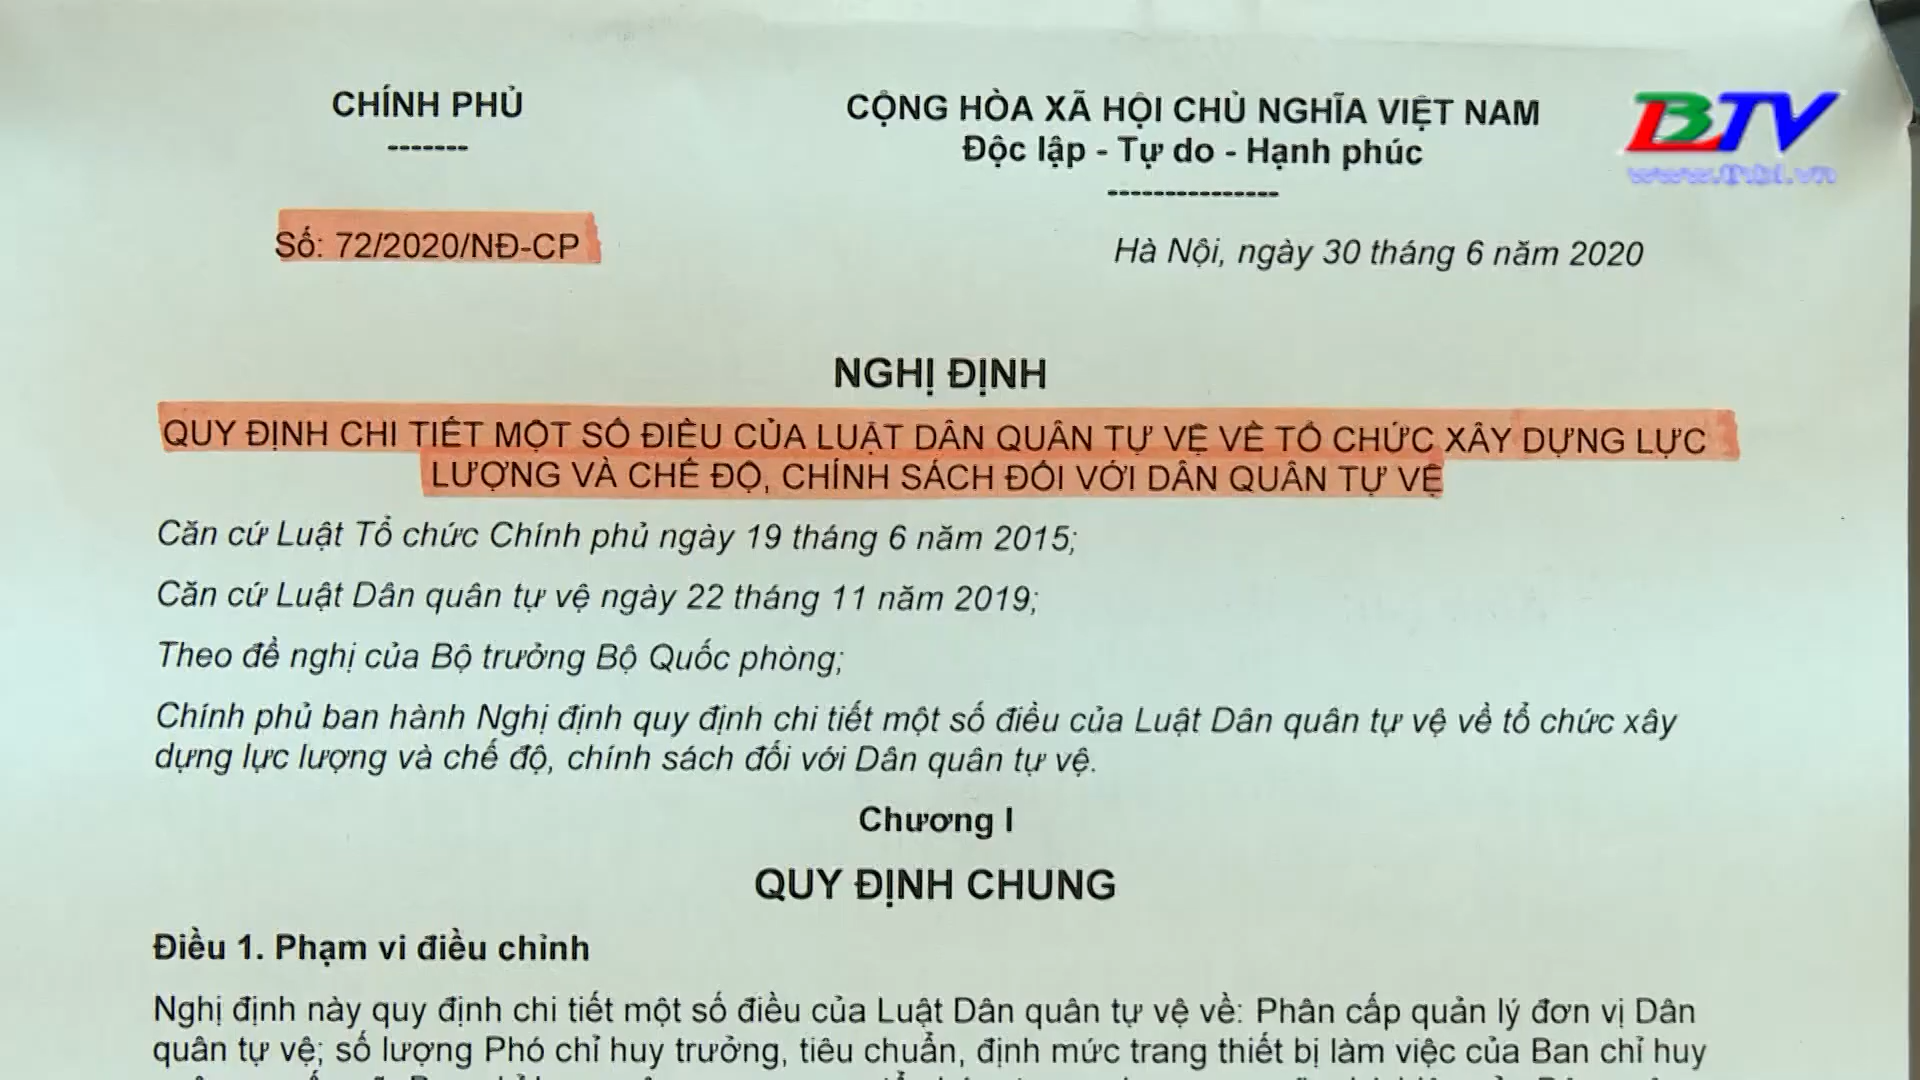 CHÍNH PHỦ
-------
CỘNG HÒA XÃ HỘI CHỦ NGHĨA VIỆT NAM
Độc lập - Tự do - Hạnh phúc
---------------
BTV
Số: 72/2020/NĐ-CP
Hà Nội, ngày 30 tháng 6 năm 2020
NGHỊ ĐỊNH
QUY ĐỊNH CHI TIẾT MỘT SỐ ĐIỀU CỦA LUẬT DÂN QUÂN TỰ VỆ VỀ TỔ CHỨC XÂY DỰNG LỰC
LƯỢNG VÀ CHẾ ĐỘ, CHÍNH SÁCH ĐỐI VỚI DÂN QUÂN TỰ VỆ
Căn cứ Luật Tổ chức Chính phủ ngày 19 tháng 6 năm 2015;
Căn cứ Luật Dân quân tự vệ ngày 22 tháng 11 năm 2019;
Theo đề nghị của Bộ trưởng Bộ Quốc phòng;
Chính phủ ban hành Nghị định quy định chi tiết một số điều của Luật Dân quân tự vệ về tổ chức xây
dựng lực lượng và chế độ, chính sách đối với Dân quân tự vệ.
Chương I
QUY ĐỊNH CHUNG
Điều 1. Phạm vi điều chỉnh
Nghị định này quy định chi tiết một số điều của Luật Dân quân tự vệ về: Phân cấp quản lý đơn vị Dân
quân tự vệ; số lượng Phó chỉ huy trưởng, tiêu chuẩn, định mức trang thiết bị làm việc của Ban chỉ huy